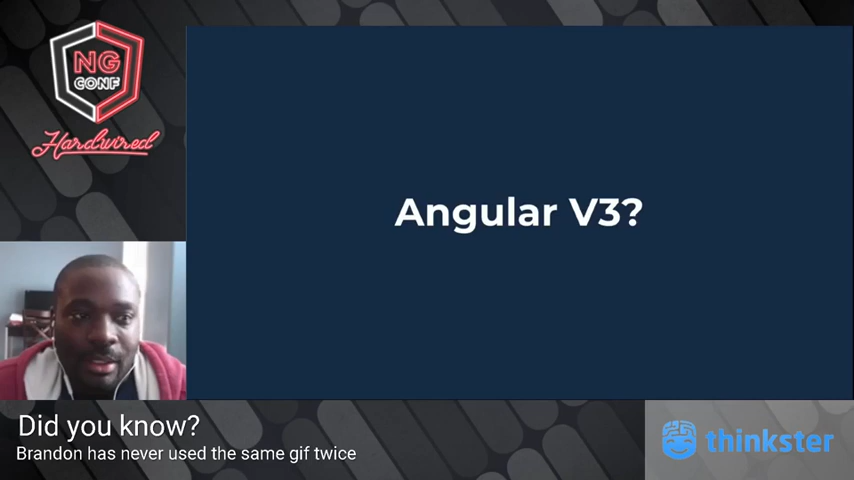 NG
CONF
Hardwired
Angular V3?
Did you know?
Brandon has never used the same gif twice
thinkster